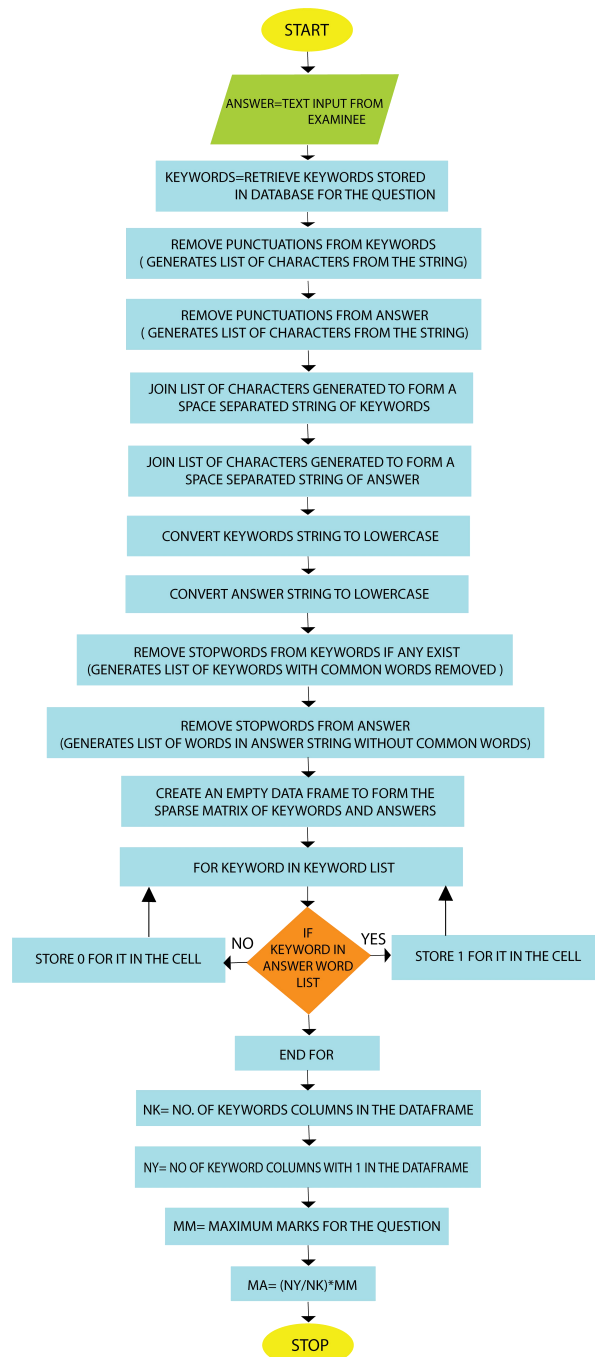 START
ANSWER=TEXT INPUT FROM
EXAMINEE
KEYWORDS=RETRIEVE KEYWORDS STORED
IN DATABASE FOR THE QUESTION
REMOVE PUNCTUATIONS FROM KEYWORDS
( GENERATES LIST OF CHARACTERS FROM THE STRING)
REMOVE PUNCTUATIONS FROM ANSWER
( GENERATES LIST OF CHARACTERS FROM THE STRING)
JOIN LIST OF CHARACTERS GENERATED TO FORM A
SPACE SEPARATED STRING OF KEYWORDS
JOIN LIST OF CHARACTERS GENERATED TO FORM A
SPACE SEPARATED STRING OF ANSWER
CONVERT KEYWORDS STRING TO LOWERCASE
CONVERT ANSWER STRING TO LOWERCASE
REMOVE STOPWORDS FROM KEYWORDS IF ANY EXIST
(GENERATES LIST OF KEYWORDS WITH COMMON WORDS REMOVED )
REMOVE STOPWORDS FROM ANSWER
(GENERATES LIST OF WORDS IN ANSWER STRING WITHOUT COMMON WORDS)
CREATE AN EMPTY DATA FRAME TO FORM THE
SPARSE MATRIX OF KEYWORDS AND ANSWERS
FOR KEYWORD IN KEYWORD LIST
IF
KEYWORD IN
ANSWER WORD
LIST
NO
YES
STORE 0 FOR IT IN THE CELL
STORE 1 FOR IT IN THE CELL
END FOR
NK= NO. OF KEYWORDS COLUMNS IN THE DATAFRAME
NY= NO OF KEYWORD COLUMNS WITH 1 IN THE DATAFRAME
MM= MAXIMUM MARKS FOR THE QUESTION
MA= (NY/NK)*MM
STOP